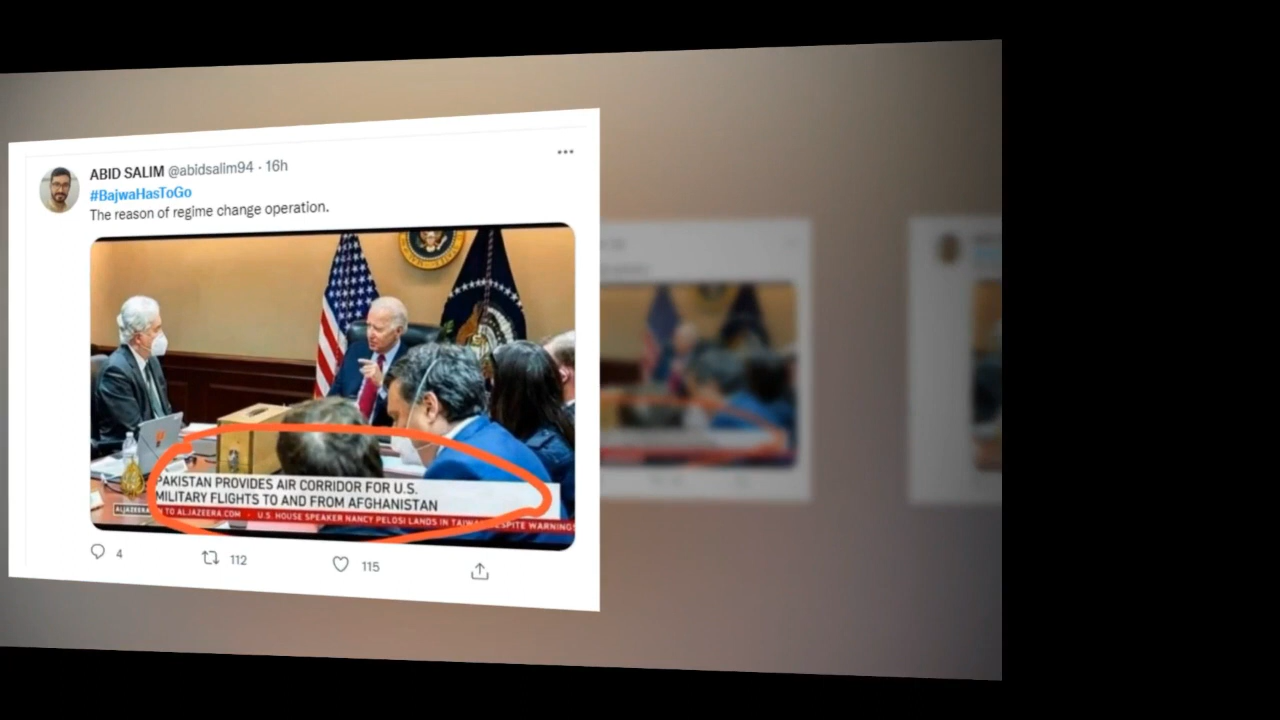 ABID SALIM @abidsalim94 · 16h
#BajwaHasToGo
The reason of regime change operation.
PAKISTAN PROVIDES AIR CORRIDOR FOR U.S.
MILITARY FLIGHTS TO AND FROM AFGHANISTAN
ALJAZEERA
N TO ALJAZEERA.COM · U.S. HOUSE SPEAKER NANCY PELOSI LANDS IN TAIWAN DESPITE WARNINGS
4 112 115